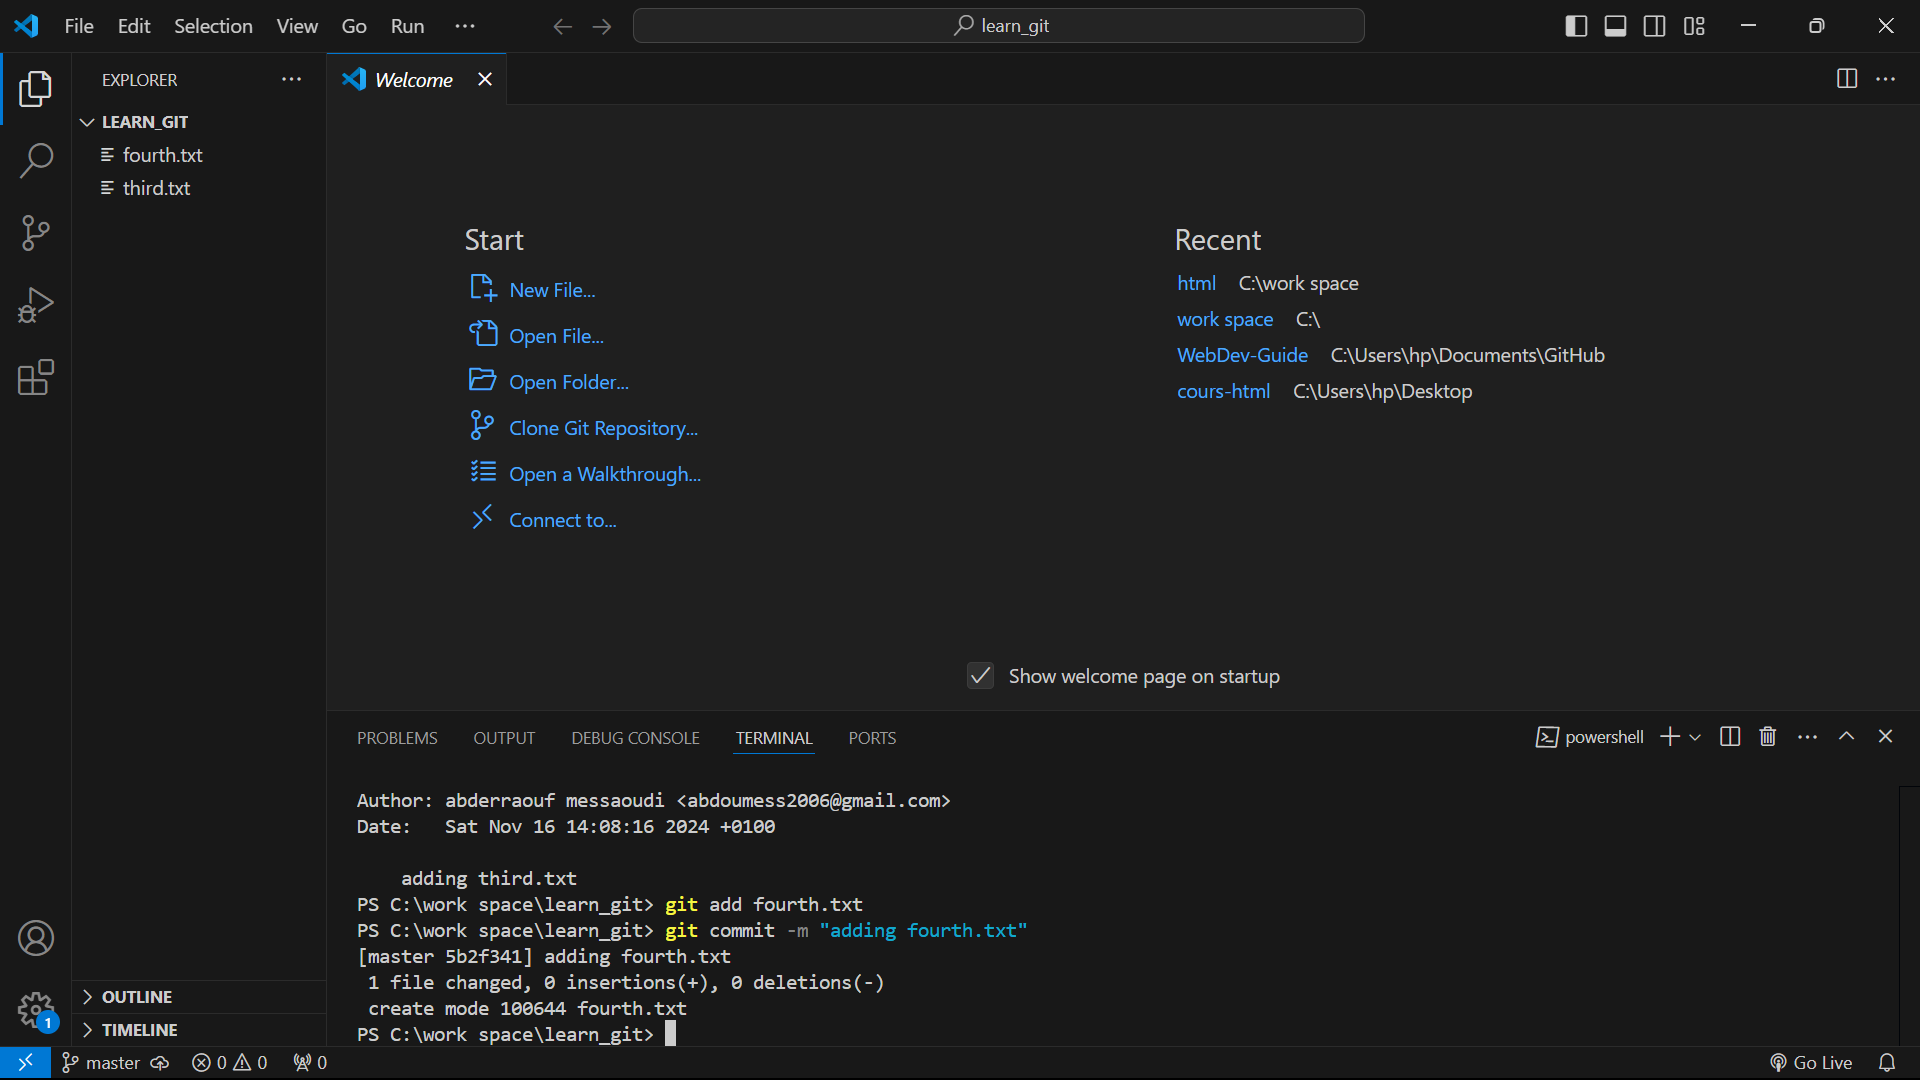 File Edit Selection View Go Run ···
learn_git
EXPLORER
Welcome
LEARN_GIT
fourth.txt
third.txt
Start
New File...
Open File...
Open Folder...
Clone Git Repository...
Open a Walkthrough...
Connect to...
Recent
html C:\work space
work space C:\
WebDev-Guide C:\Users\hp\Documents\GitHub
cours-html C:\Users\hp\Desktop
Show welcome page on startup
PROBLEMS OUTPUT DEBUG CONSOLE TERMINAL PORTS
powershell
Author: abderraouf messaoudi <abdoumess2006@gmail.com>
Date:   Sat Nov 16 14:08:16 2024 +0100
adding third.txt
PS C:\work space\learn_git> git add fourth.txt
PS C:\work space\learn_git> git commit -m "adding fourth.txt"
[master 5b2f341] adding fourth.txt
1 file changed, 0 insertions(+), 0 deletions(-)
create mode 100644 fourth.txt
PS C:\work space\learn_git>
OUTLINE
1
TIMELINE
master 0 0 0
Go Live